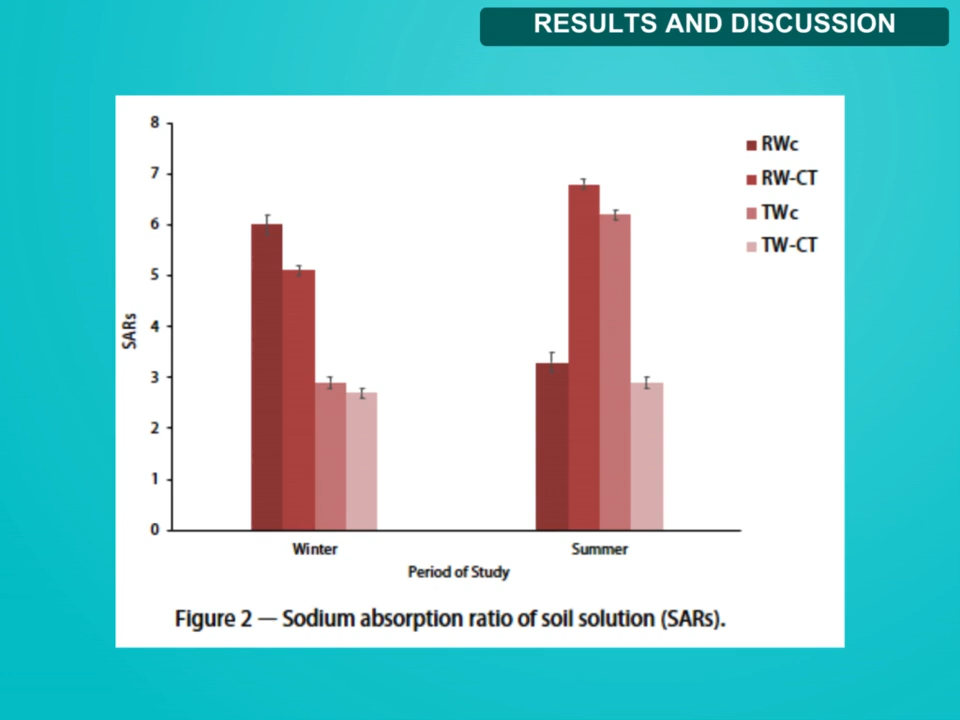 RESULTS AND DISCUSSION
8
7
6
5
4
3
2
1
0
SARs
RWc
RW-CT
TWc
TW-CT
Winter
Summer
Period of Study
Figure 2 — Sodium absorption ratio of soil solution (SARs).